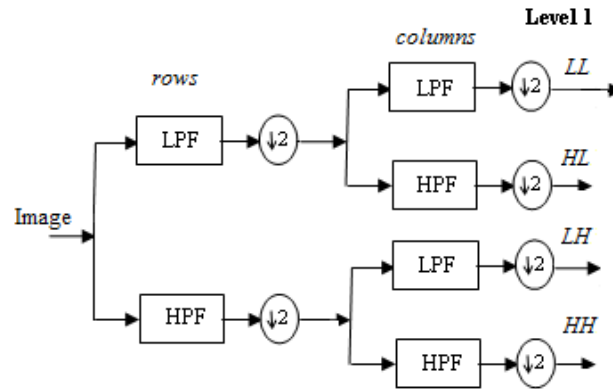 Level 1
columns
rows
LPF
↓2
LL
LPF
↓2
HPF
↓2
HL
Image
LPF
↓2
LH
HPF
↓2
HPF
↓2
HH